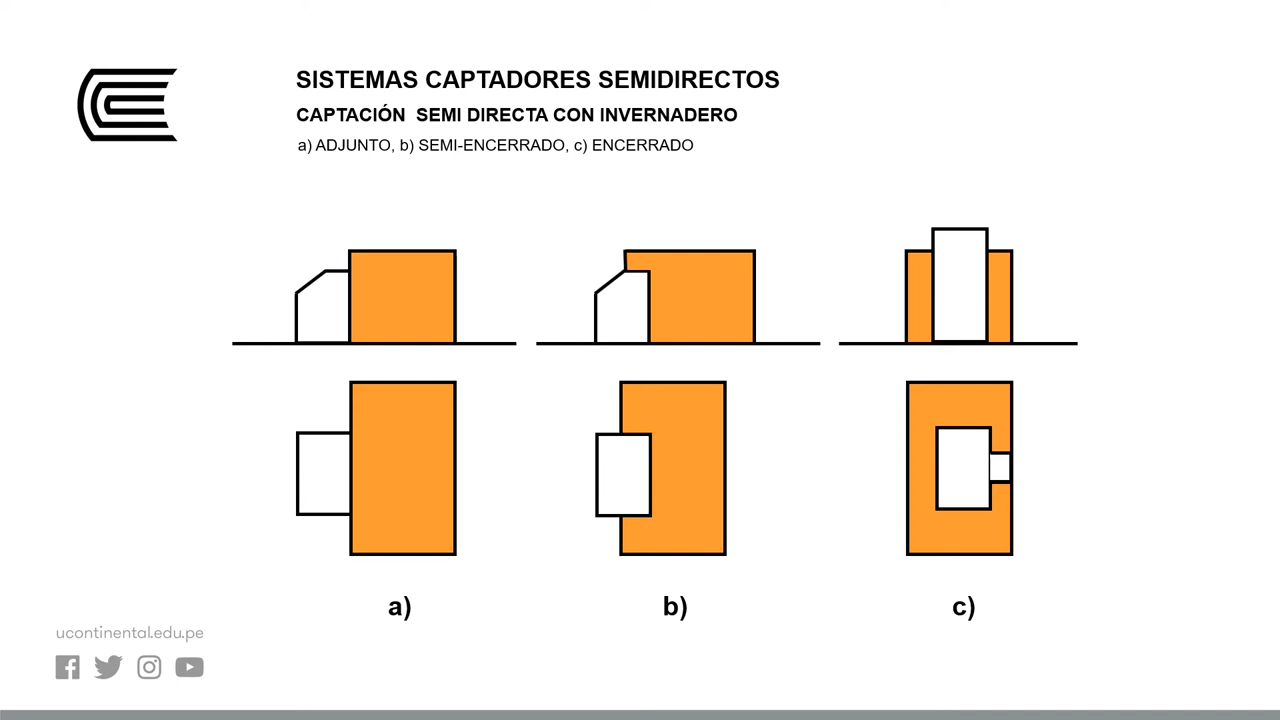 SISTEMAS CAPTADORES SEMIDIRECTOS
CAPTACIÓN SEMI DIRECTA CON INVERNADERO
a) ADJUNTO, b) SEMI-ENCERRADO, c) ENCERRADO
a)
b)
c)
ucontinental.edu.pe